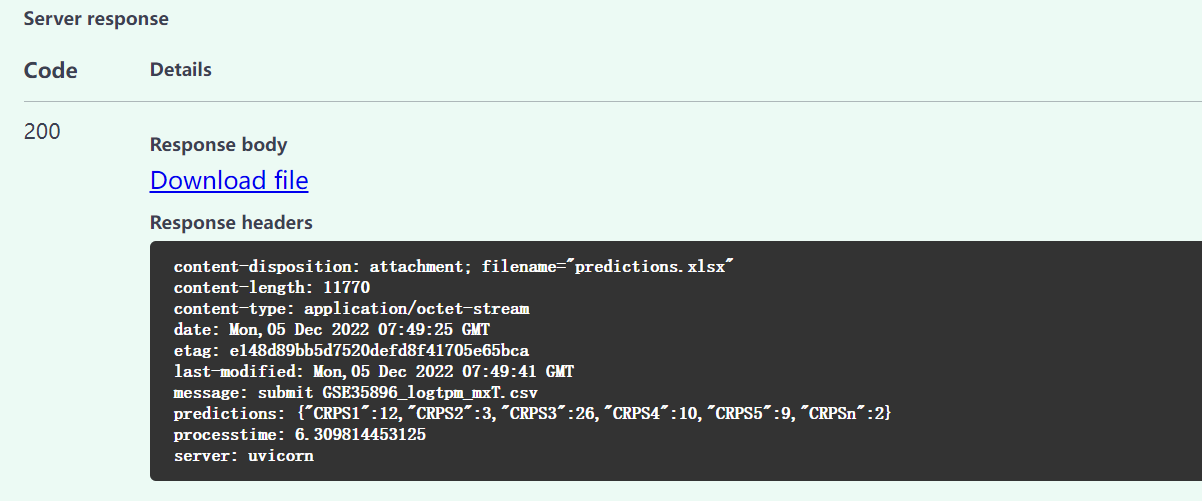 Server response
Code Details
200
Response body
Download file
Response headers
content-disposition: attachment; filename="predictions.xlsx"
content-length: 11770
content-type: application/octet-stream
date: Mon,05 Dec 2022 07:49:25 GMT
etag: e148d89bb5d7520defd8f41705e65bca
last-modified: Mon,05 Dec 2022 07:49:41 GMT
message: submit GSE35896_logtpm_mxT.csv
predictions: {"CRPS1":12,"CRPS2":3,"CRPS3":26,"CRPS4":10,"CRPS5":9,"CRPSn":2}
processtime: 6.309814453125
server: uvicorn